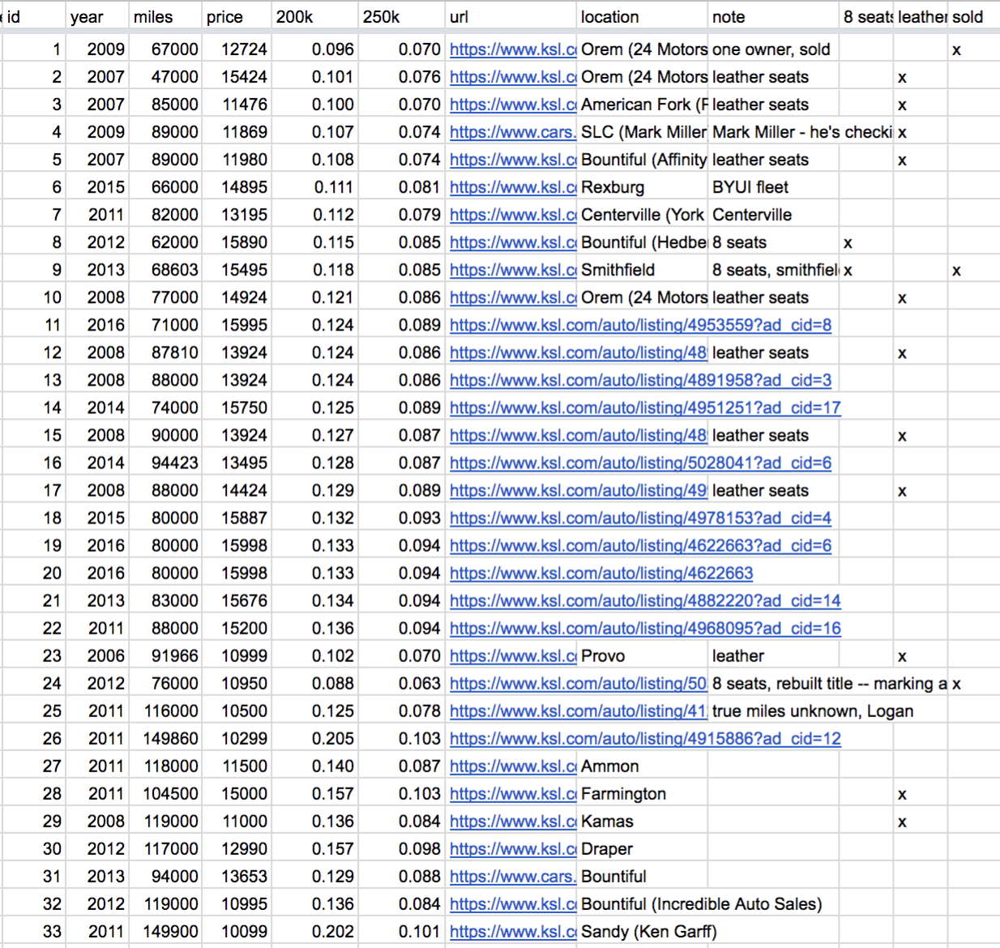 id year miles price 200k 250k url location note 8 seats leather sold
1 2009 67000 12724 0.096 0.070 https://www.ksl.c Orem (24 Motors one owner, sold x
2 2007 47000 15424 0.101 0.076 https://www.ksl.c Orem (24 Motors leather seats x
3 2007 85000 11476 0.100 0.070 https://www.ksl.c American Fork (F leather seats x
4 2009 89000 11869 0.107 0.074 https://www.cars. SLC (Mark Miller Mark Miller - he's checki x
5 2007 89000 11980 0.108 0.074 https://www.ksl.c Bountiful (Affinity leather seats x
6 2015 66000 14895 0.111 0.081 https://www.ksl.c Rexburg BYUI fleet
7 2011 82000 13195 0.112 0.079 https://www.ksl.c Centerville (York Centerville
8 2012 62000 15890 0.115 0.085 https://www.ksl.c Bountiful (Hedbe 8 seats x
9 2013 68603 15495 0.118 0.085 https://www.ksl.c Smithfield 8 seats, smithfiel x x
10 2008 77000 14924 0.121 0.086 https://www.ksl.c Orem (24 Motors leather seats x
11 2016 71000 15995 0.124 0.089 https://www.ksl.com/auto/listing/4953559?ad_cid=8
12 2008 87810 13924 0.124 0.086 https://www.ksl.com/auto/listing/48 leather seats x
13 2008 88000 13924 0.124 0.086 https://www.ksl.com/auto/listing/4891958?ad_cid=3
14 2014 74000 15750 0.125 0.089 https://www.ksl.com/auto/listing/4951251?ad_cid=17
15 2008 90000 13924 0.127 0.087 https://www.ksl.com/auto/listing/48 leather seats x
16 2014 94423 13495 0.128 0.087 https://www.ksl.com/auto/listing/5028041?ad_cid=6
17 2008 88000 14424 0.129 0.089 https://www.ksl.com/auto/listing/49 leather seats x
18 2015 80000 15887 0.132 0.093 https://www.ksl.com/auto/listing/4978153?ad_cid=4
19 2016 80000 15998 0.133 0.094 https://www.ksl.com/auto/listing/4622663?ad_cid=6
20 2016 80000 15998 0.133 0.094 https://www.ksl.com/auto/listing/4622663
21 2013 83000 15676 0.134 0.094 https://www.ksl.com/auto/listing/4882220?ad_cid=14
22 2011 88000 15200 0.136 0.094 https://www.ksl.com/auto/listing/4968095?ad_cid=16
23 2006 91966 10999 0.102 0.070 https://www.ksl.c Provo leather x
24 2012 76000 10950 0.088 0.063 https://www.ksl.com/auto/listing/50 8 seats, rebuilt title -- marking a x
25 2011 116000 10500 0.125 0.078 https://www.ksl.com/auto/listing/41 true miles unknown, Logan
26 2011 149860 10299 0.205 0.103 https://www.ksl.com/auto/listing/4915886?ad_cid=12
27 2011 118000 11500 0.140 0.087 https://www.ksl.c Ammon
28 2011 104500 15000 0.157 0.103 https://www.ksl.c Farmington x
29 2008 119000 11000 0.136 0.084 https://www.ksl.c Kamas x
30 2012 117000 12990 0.157 0.098 https://www.ksl.c Draper
31 2013 94000 13653 0.129 0.088 https://www.cars. Bountiful
32 2012 119000 10995 0.136 0.084 https://www.ksl.c Bountiful (Incredible Auto Sales)
33 2011 149900 10099 0.202 0.101 https://www.ksl.c Sandy (Ken Garff)